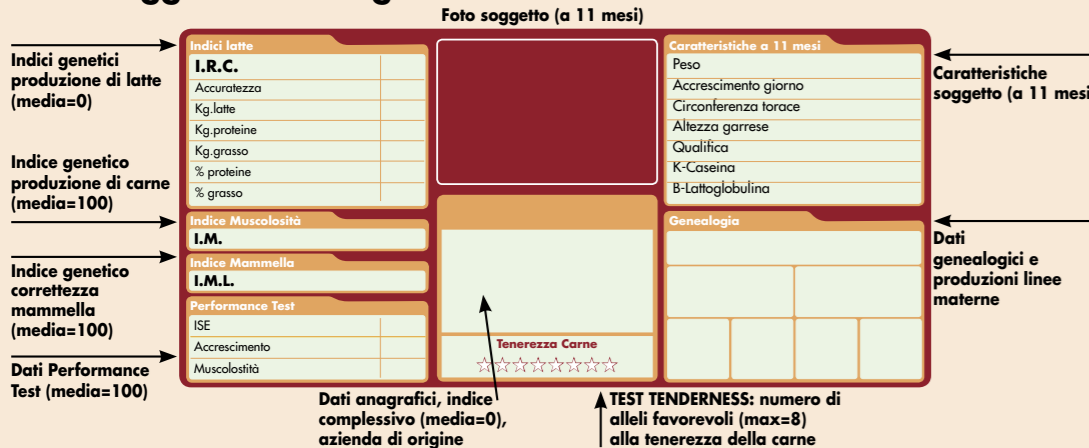 Foto soggetto (a 11 mesi)
Indici genetici
produzione di latte
(media=0)
Indice genetico
produzione di carne
(media=100)
Indice genetico
correttezza
mammella
(media=100)
Dati Performance
Test (media=100)
Indici latte
I.R.C.
Accuratezza
Kg.latte
Kg.proteine
Kg.grasso
% proteine
% grasso
Indice Muscolosità
I.M.
Indice Mammella
I.M.L.
Performance Test
ISE
Accrescimento
Muscolostità
Tenerezza Carne
Dati anagrafici, indice
complessivo (media=0),
azienda di origine
TEST TENDERNESS: numero di
alleli favorevoli (max=8)
alla tenerezza della carne
Caratteristiche a 11 mesi
Peso
Accrescimento giorno
Circonferenza torace
Altezza garrese
Qualifica
K-Caseina
B-Lattoglobulina
Genealogia
Caratteristiche
soggetto (a 11 mesi
Dati
genealogici e
produzioni linee
materne